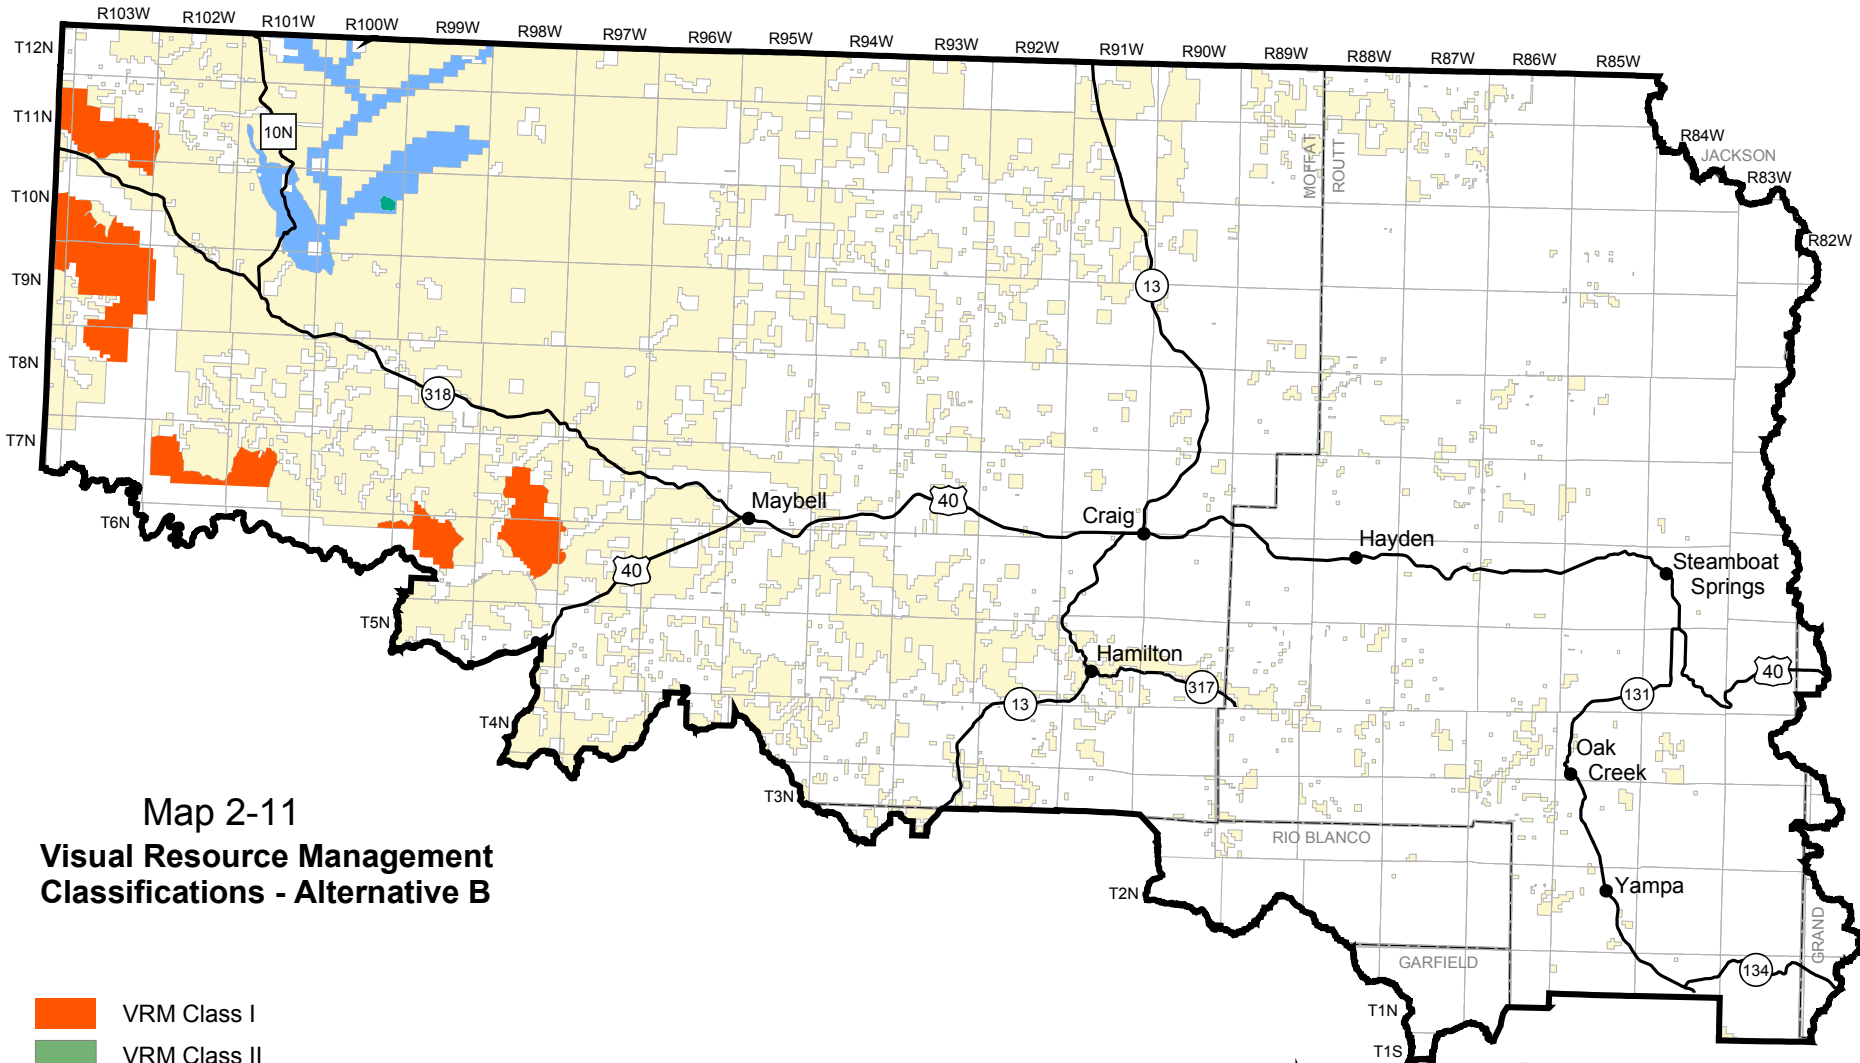 R103W
R102W
R101W
R100W
R99W
R98W
R97W
R96W
R95W
R94W
R93W
R92W
R91W
R90W
R89W
R88W
R87W
R86W
R85W
T12N
T11N
10N
R84W
JACKSON
MOFFAT
ROUTT
R83W
T10N
R82W
T9N
13
T8N
318
T7N
Maybell
40
Craig
T6N
Hayden
Steamboat
Springs
40
T5N
Hamilton
317
40
131
13
T4N
Oak
Creek
T3N
Map 2-11
Visual Resource Management
Classifications - Alternative B
RIO BLANCO
T2N
Yampa
GRAND
GARFIELD
134
T1N
VRM Class I
T1S
VRM Class II